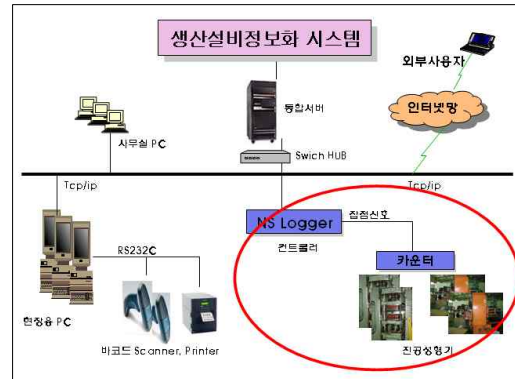 생산설비정보화 시스템
외부사용자
통합서버
인터넷망
사무실 PC
Swich HUB
Tcp/ip
Tcp/ip
NS Logger
접점신호
RS232C
컨트롤러
카운터
현장용 PC
바코드 Scanner, Printer
진공성형기